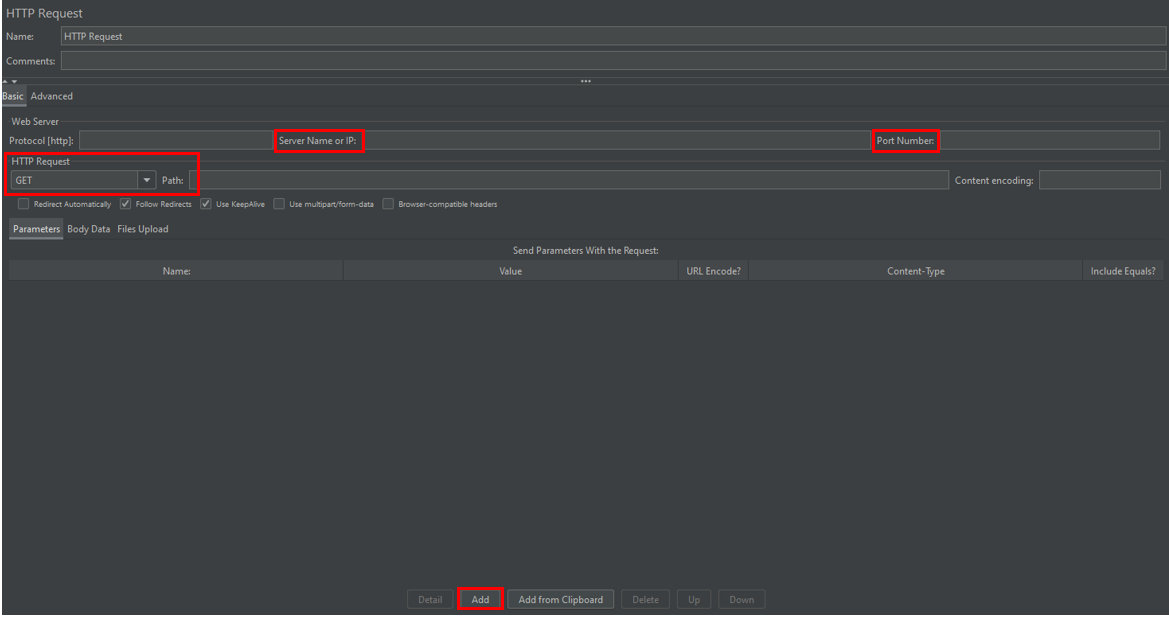 HTTP Request
Name: HTTP Request
Comments:
Basic Advanced
Web Server
Protocol [http]: Server Name or IP: Port Number:
HTTP Request
GET Path: Content encoding:
Redirect Automatically Follow Redirects Use KeepAlive Use multipart/form-data Browser-compatible headers
Parameters Body Data Files Upload
Send Parameters With the Request:
Name: Value URL Encode? Content-Type Include Equals?
Detail Add Add from Clipboard Delete Up Down